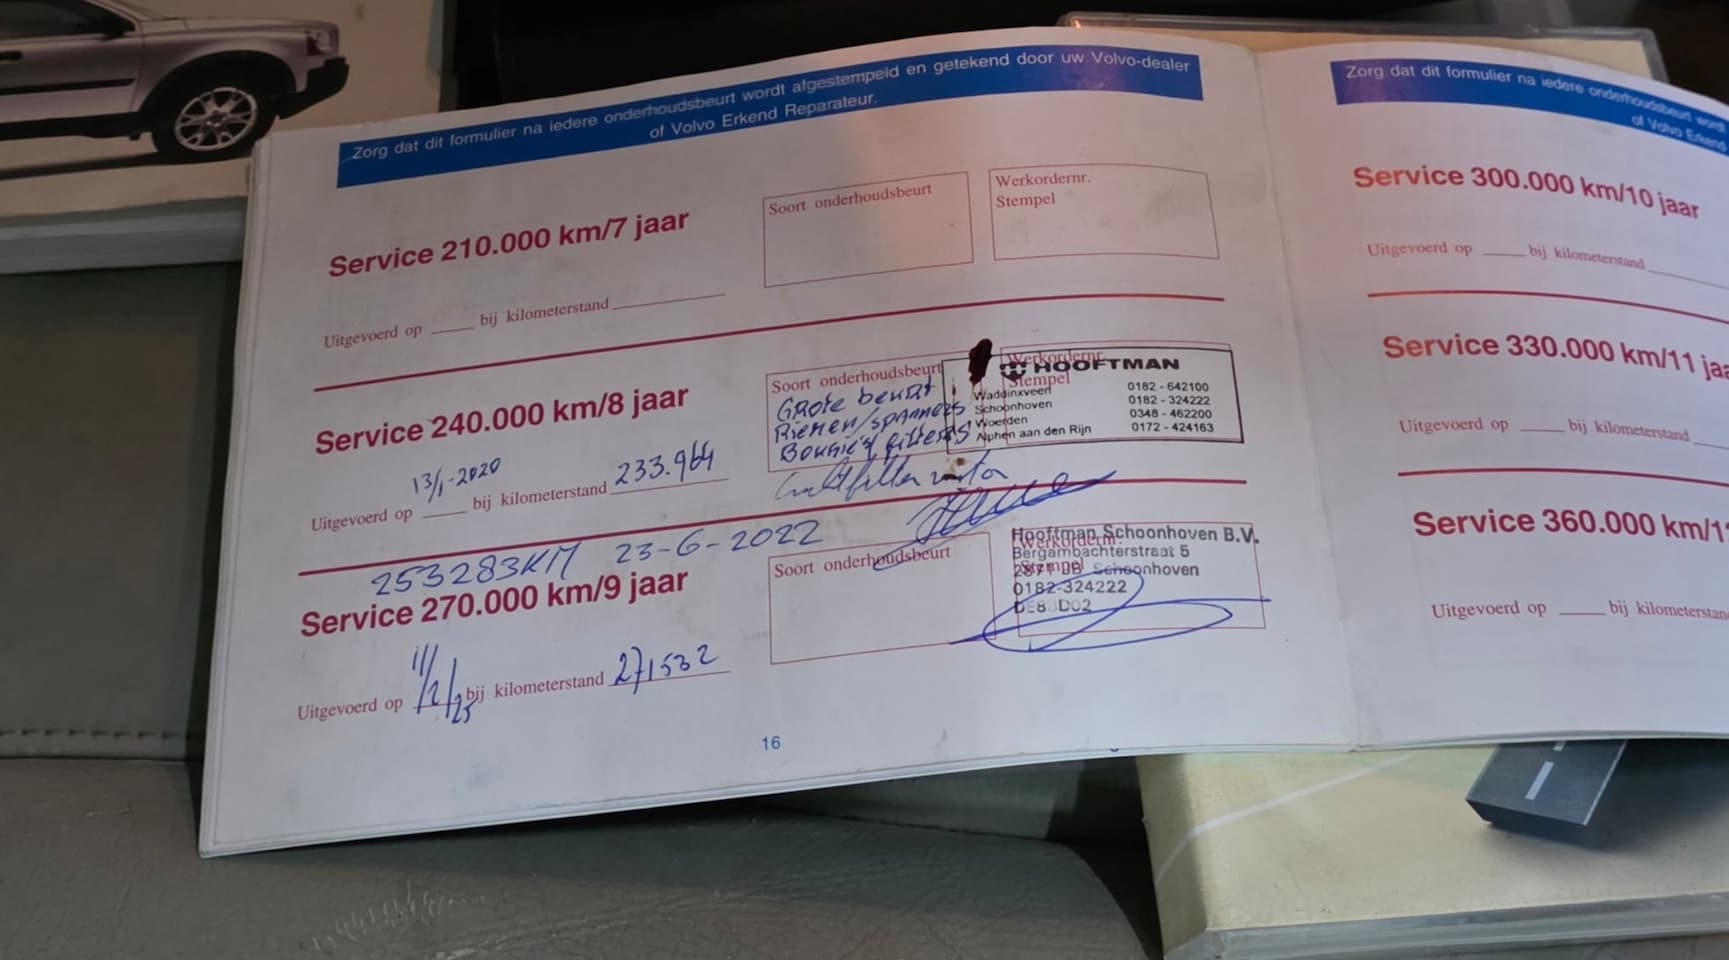 Zorg dat dit formulier na iedere onderhoudsbeurt wordt afgestempeld en getekend door uw Volvo-dealer
of Volvo Erkend Reparateur.
Service 210.000 km/7 jaar
Soort onderhoudsbeurt
Werkordernr.
Stempel
Uitgevoerd op bij kilometerstand
Service 240.000 km/8 jaar
Soort onderhoudsbeurt
Grote beurt
Riemen/spanners
Bougie's filters
Werkordernr.
Stempel
HOOFTMAN
Waddinxveen 0182 - 642100
Schoonhoven 0182 - 324222
Woerden 0348 - 462200
Alphen aan den Rijn 0172 - 424163
Uitgevoerd op 13/1-2020 bij kilometerstand 233.964
253283KM 23-6-2022
Service 270.000 km/9 jaar
Soort onderhoudsbeurt
Werkordernr.
Stempel
Hooftman Schoonhoven B.V.
Bergambachterstraat 5
Schoonhoven
0182-324222
Uitgevoerd op bij kilometerstand 271532
16
Zorg dat dit formulier na iedere onderhoudsbeurt wordt
of Volvo Erkend
Service 300.000 km/10 jaar
Uitgevoerd op bij kilometerstand
Service 330.000 km/11
Uitgevoerd op bij kilometerstand
Service 360.000
Uitgevoerd op bij